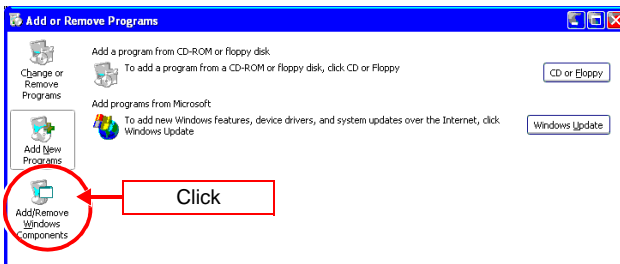 Add or Remove Programs
Change or
Remove
Programs
Add a program from CD-ROM or floppy disk
To add a program from a CD-ROM or floppy disk, click CD or Floppy
CD or Floppy
Add programs from Microsoft
To add new Windows features, device drivers, and system updates over the Internet, click
Windows Update
Windows Update
Add New
Programs
Add/Remove
Windows
Components
Click